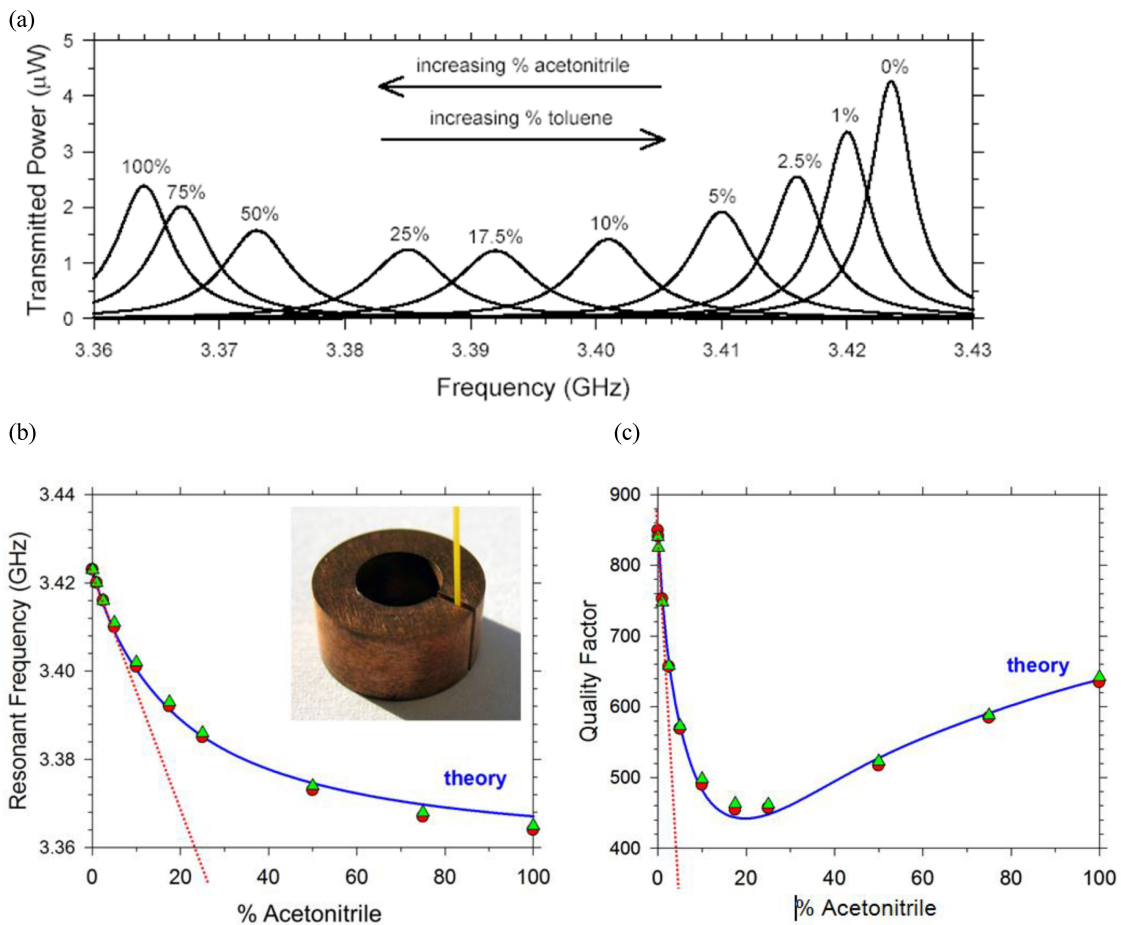 (a)
5
4
3
2
1
0
Transmitted Power (μW)
increasing % acetonitrile
increasing % toluene
100%
75%
50%
25%
17.5%
10%
5%
2.5%
1%
0%
3.36 3.37 3.38 3.39 3.40 3.41 3.42 3.43
Frequency (GHz)
(b)
3.44
3.42
3.40
3.38
3.36
Resonant Frequency (GHz)
theory
0 20 40 60 80 100
% Acetonitrile
(c)
900
800
700
600
500
400
Quality Factor
theory
0 20 40 60 80 100
% Acetonitrile